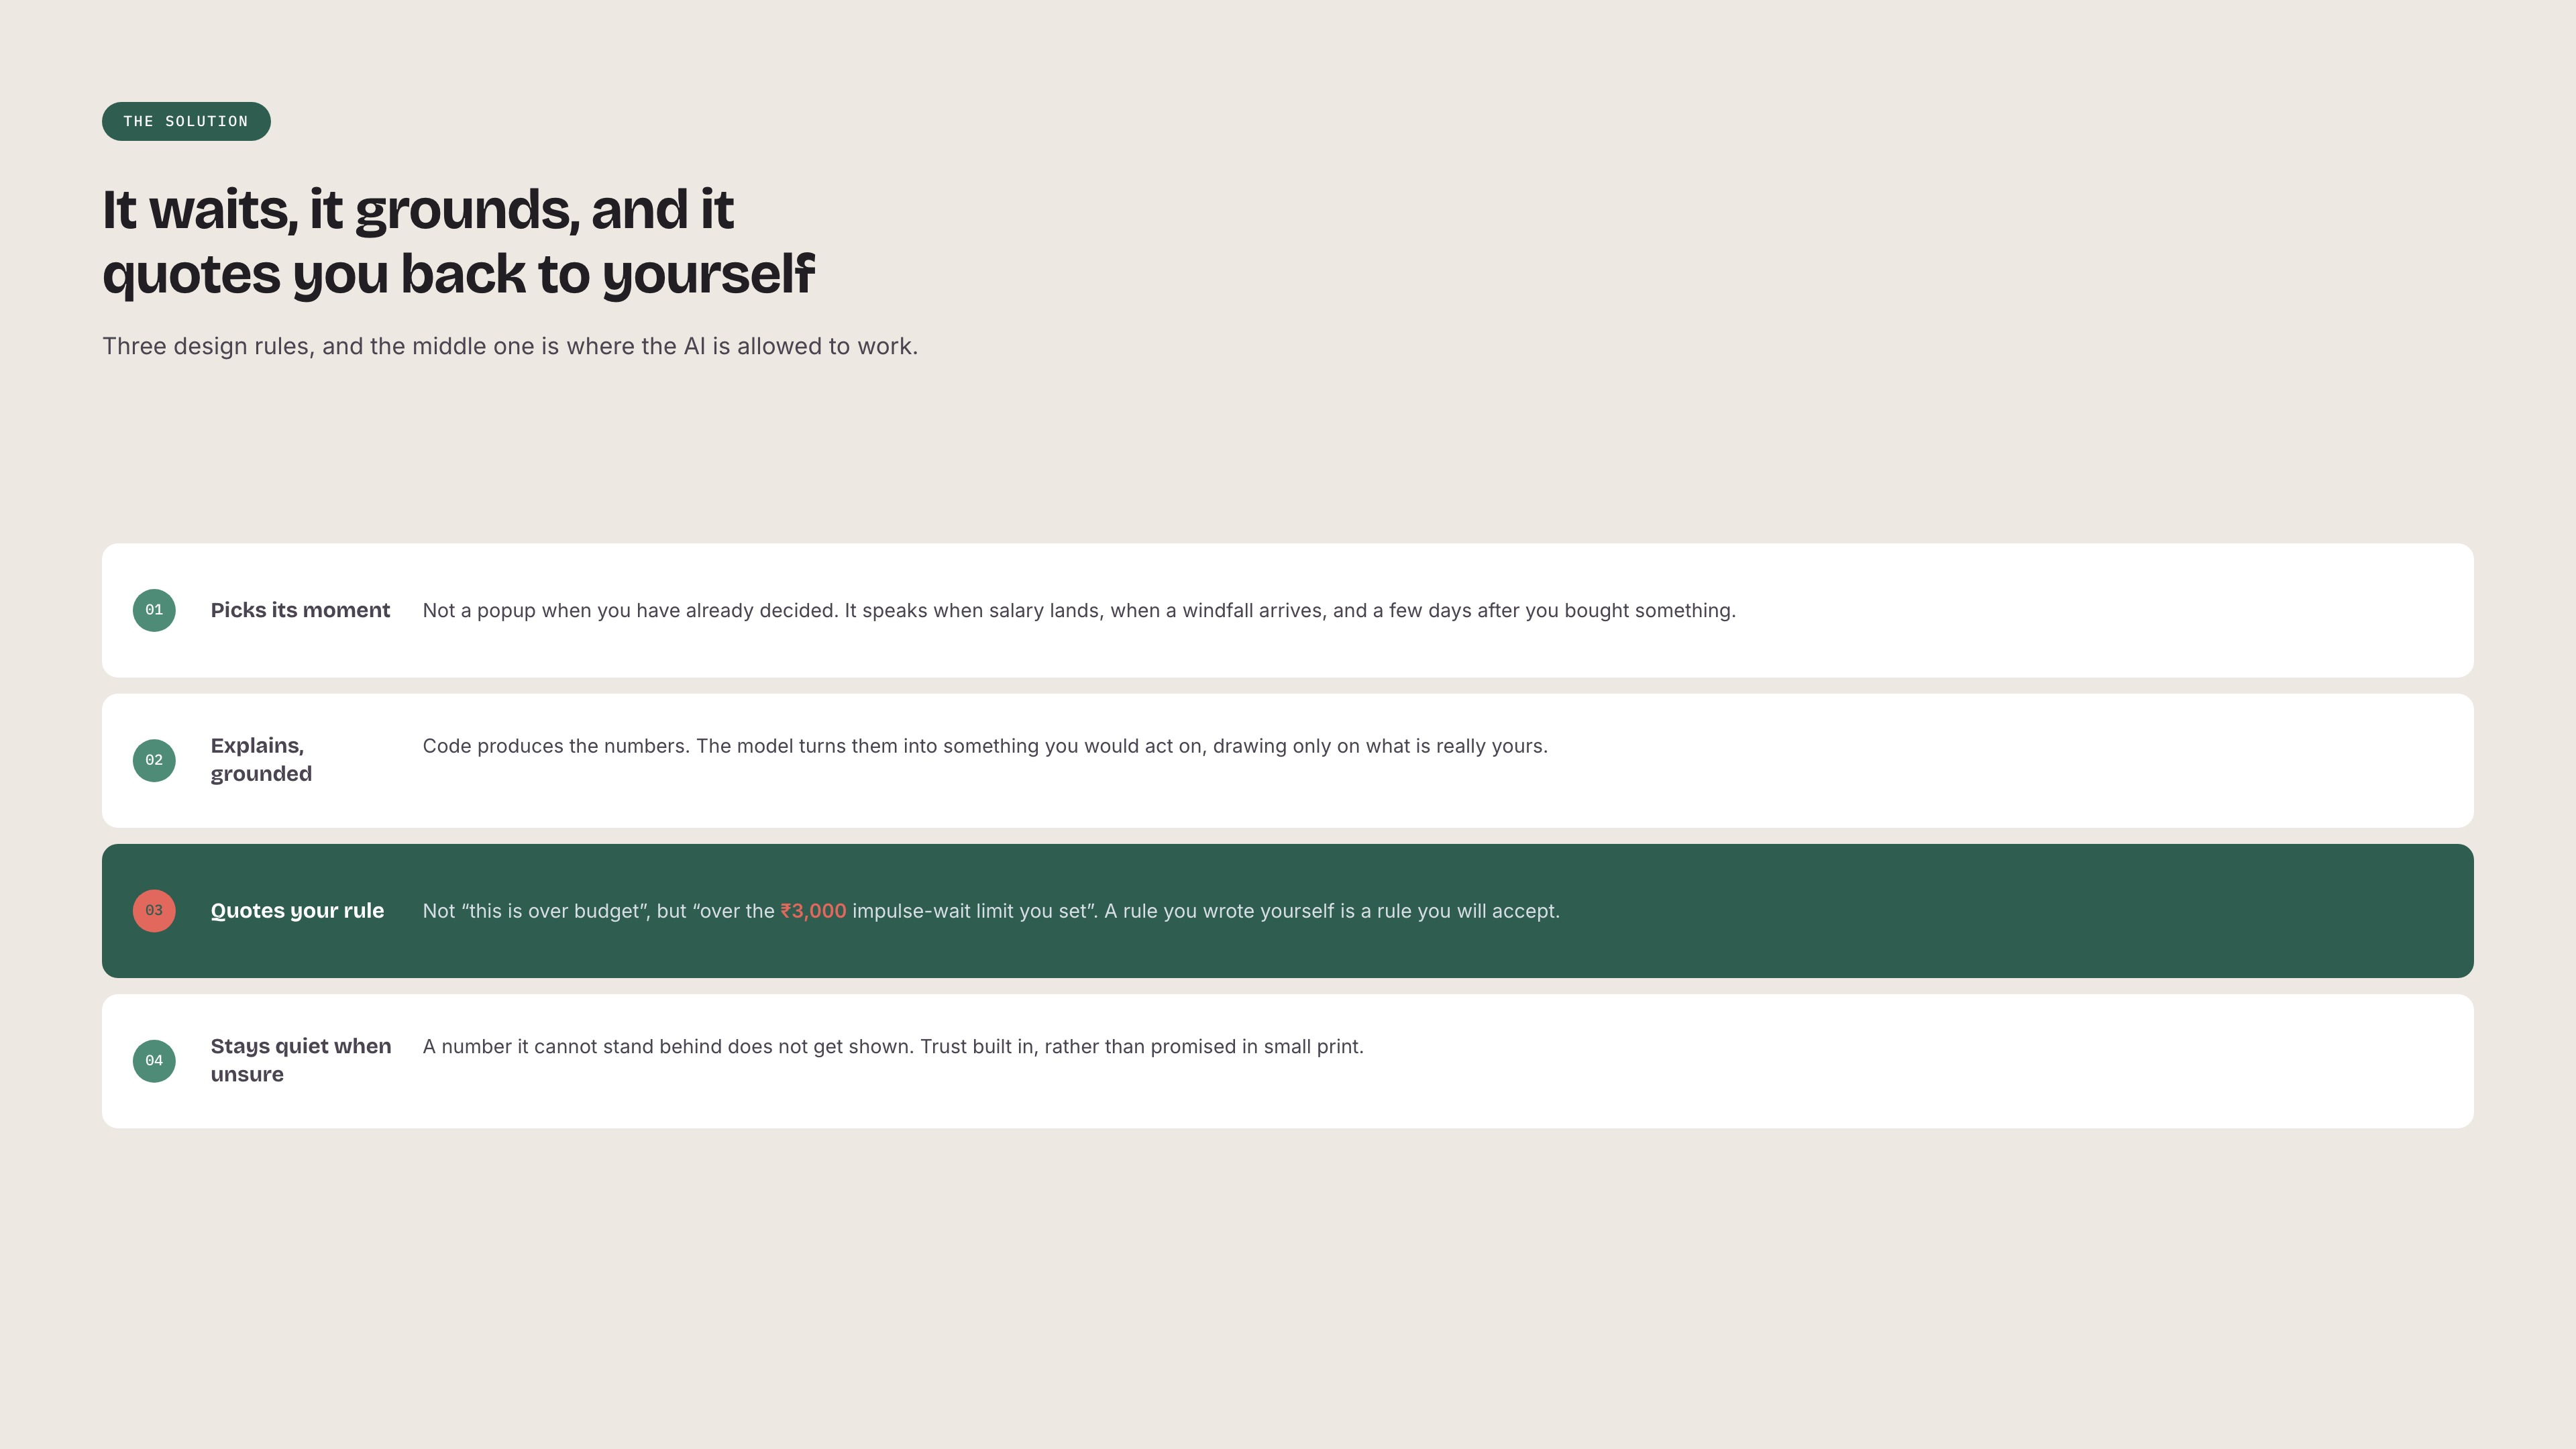 THE SOLUTION
It waits, it grounds, and it
quotes you back to yourself
Three design rules, and the middle one is where the AI is allowed to work.
01 Picks its moment Not a popup when you have already decided. It speaks when salary lands, when a windfall arrives, and a few days after you bought something.
02 Explains, Code produces the numbers. The model turns them into something you would act on, drawing only on what is really yours.
grounded
03 Quotes your rule Not “this is over budget”, but “over the ₹3,000 impulse-wait limit you set”. A rule you wrote yourself is a rule you will accept.
04 Stays quiet when A number it cannot stand behind does not get shown. Trust built in, rather than promised in small print.
unsure